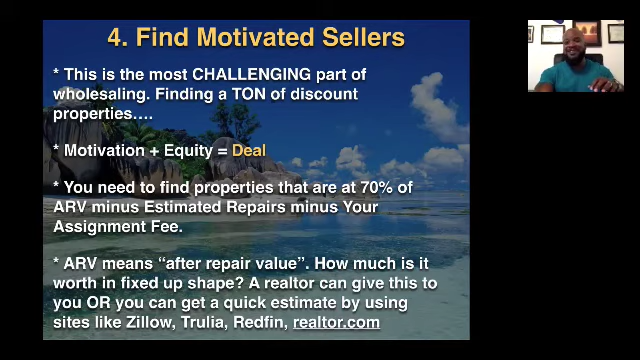 4. Find Motivated Sellers
* This is the most CHALLENGING part of
wholesaling. Finding a TON of discount
properties….
* Motivation + Equity = Deal
* You need to find properties that are at 70% of
ARV minus Estimated Repairs minus Your
Assignment Fee.
* ARV means “after repair value”. How much is it
worth in fixed up shape? A realtor can give this to
you OR you can get a quick estimate by using
sites like Zillow, Trulia, Redfin, realtor.com